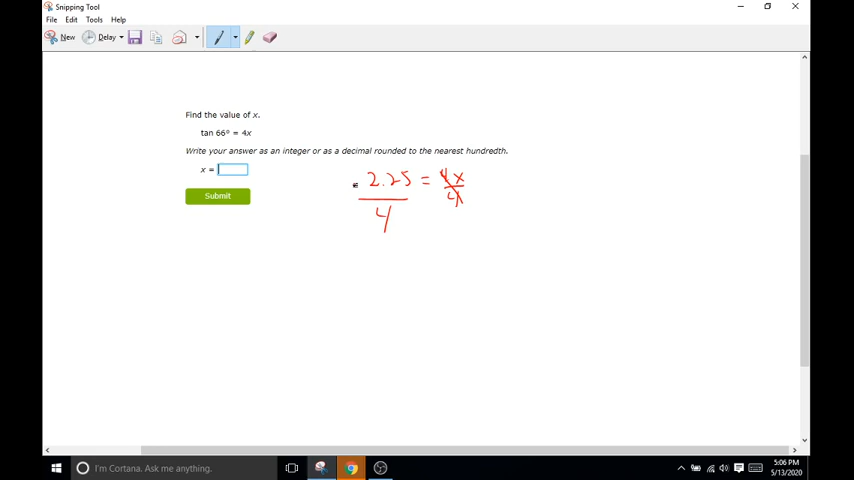 Snipping Tool
File Edit Tools Help
New Delay
Find the value of x.
tan 66° = 4x
Write your answer as an integer or as a decimal rounded to the nearest hundredth.
x =
2.25 = 4x
4 4
Submit
I'm Cortana. Ask me anything.
5:06 PM
5/13/2020